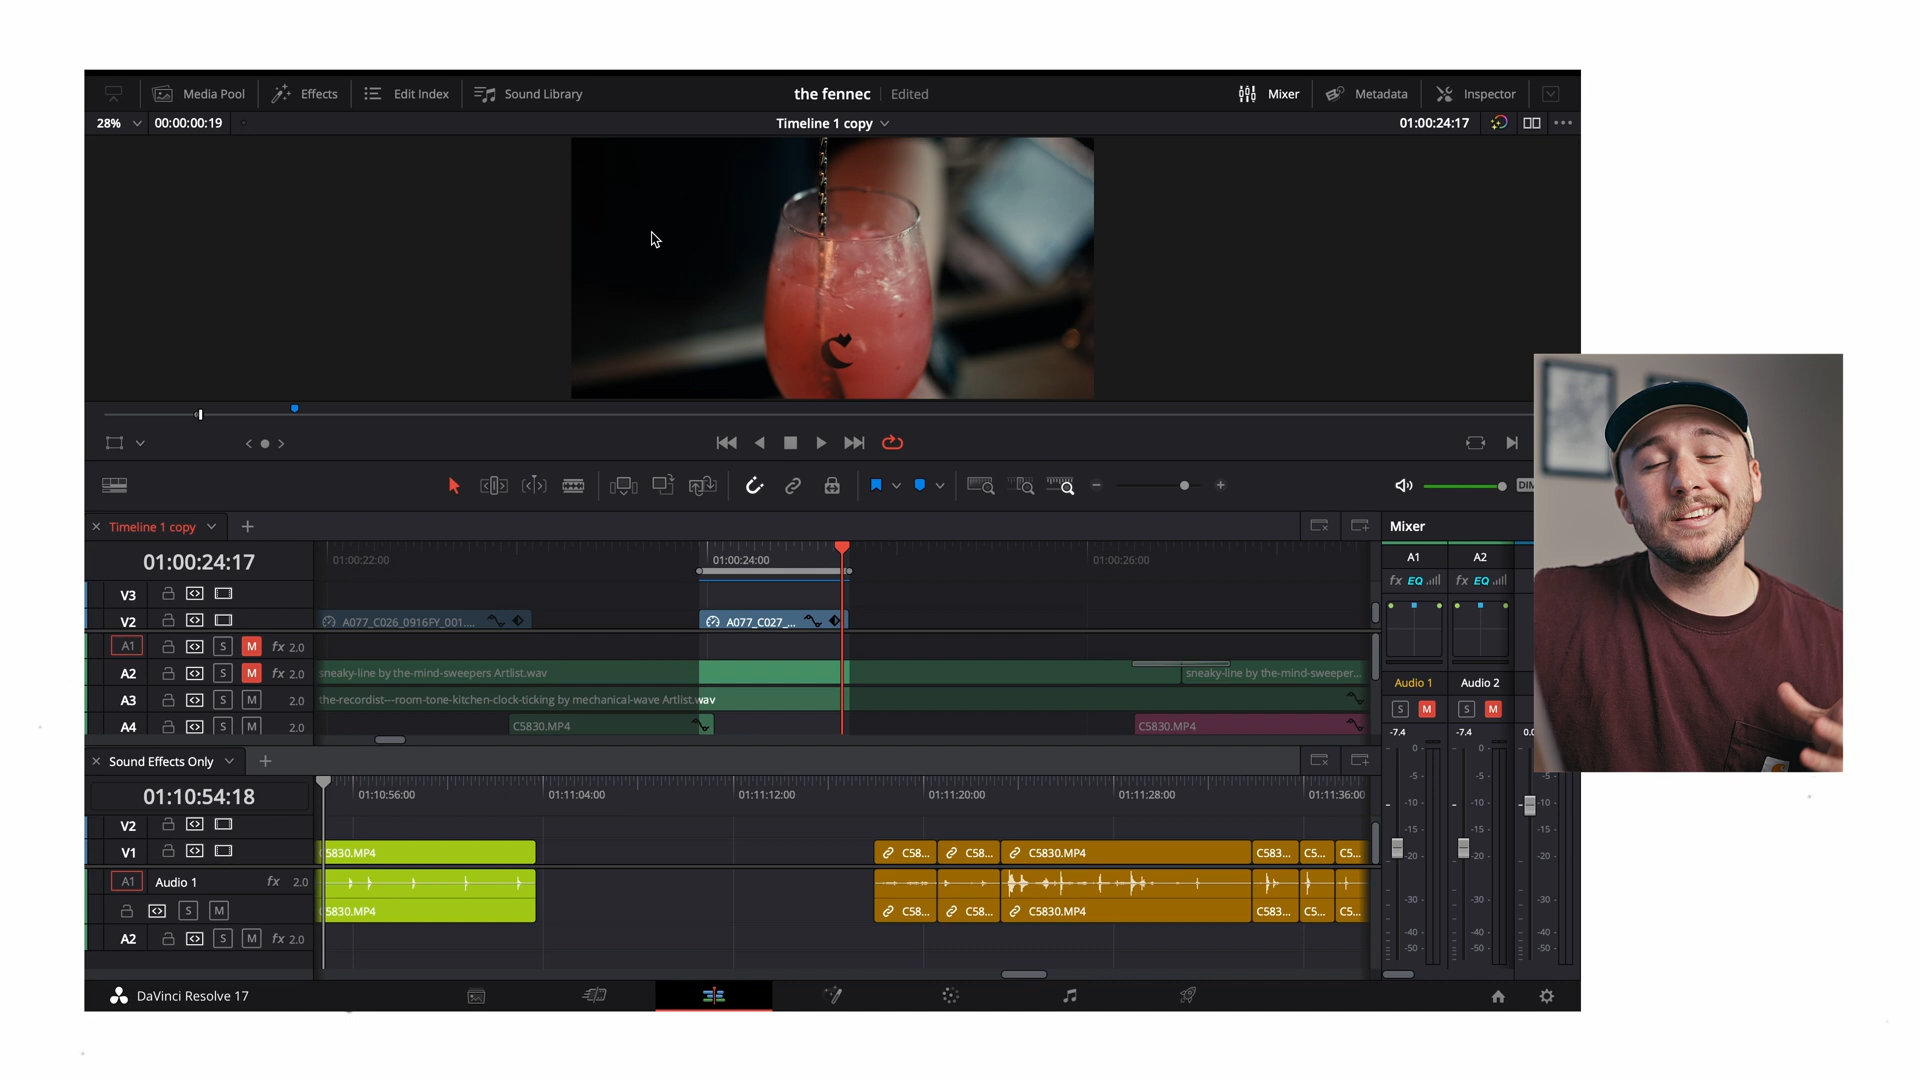 Media Pool Effects Edit Index Sound Library the fennec Edited Mixer Metadata Inspector
28% 00:00:00:19 Timeline 1 copy 01:00:24:17
DIM
Timeline 1 copy Mixer
01:00:24:17 01:00:22:00 01:00:24:00 01:00:26:00 A1 A2
fx EQ fx EQ
V3
V2 A077_C026_0916FY_001.... A077_C027_...
A1 S M fx 2.0
A2 S M fx 2.0 sneaky-line by the-mind-sweepers Artlist.wav sneaky-line by the-mind-sweeper...
Audio 1 Audio 2
A3 S M 2.0 the-recordist---room-tone-kitchen-clock-ticking by mechanical-wave Artlist.wav
S M S M
A4 S M 2.0 C5830.MP4 C5830.MP4
-7.4 -7.4 0.0
0 0
Sound Effects Only
-5 -5 -5
01:10:54:18 01:10:56:00 01:11:04:00 01:11:12:00 01:11:20:00 01:11:28:00 01:11:36:00
-10 -10 -10
V2
-15 -15 -15
V1 C5830.MP4 C58... C58... C5830.MP4 C583... C5... C5...
-20 -20 -20
A1 Audio 1 fx 2.0
-30 -30 -30
S M C5830.MP4 C58... C58... C5830.MP4 C583... C5... C5...
A2 S M fx 2.0
-40 -40 -40
-50 -50 -50
DaVinci Resolve 17